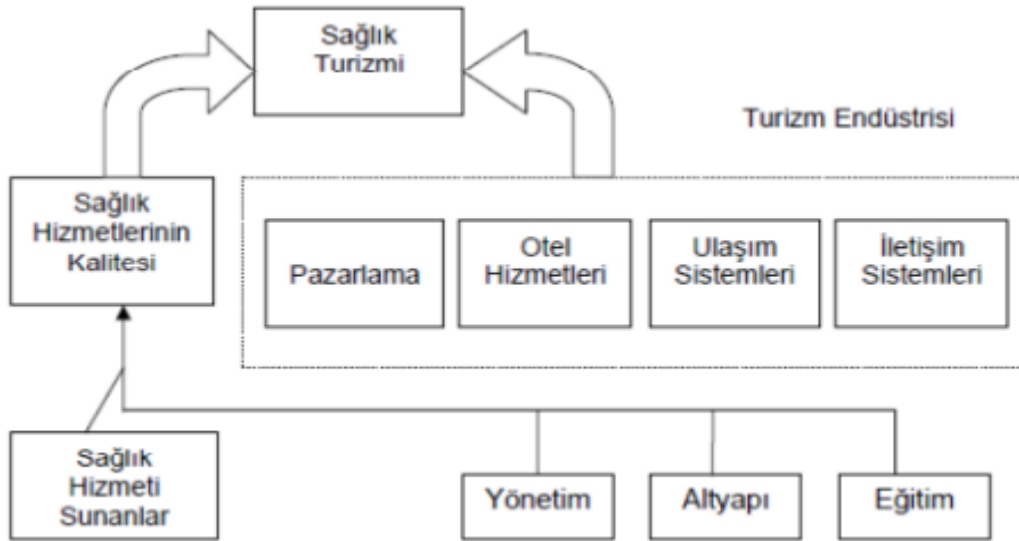 Sağlık
Turizmi
Turizm Endüstrisi
Sağlık
Hizmetlerinin
Kalitesi
Pazarlama
Otel
Hizmetleri
Ulaşım
Sistemleri
İletişim
Sistemleri
Sağlık
Hizmeti
Sunanlar
Yönetim
Altyapı
Eğitim